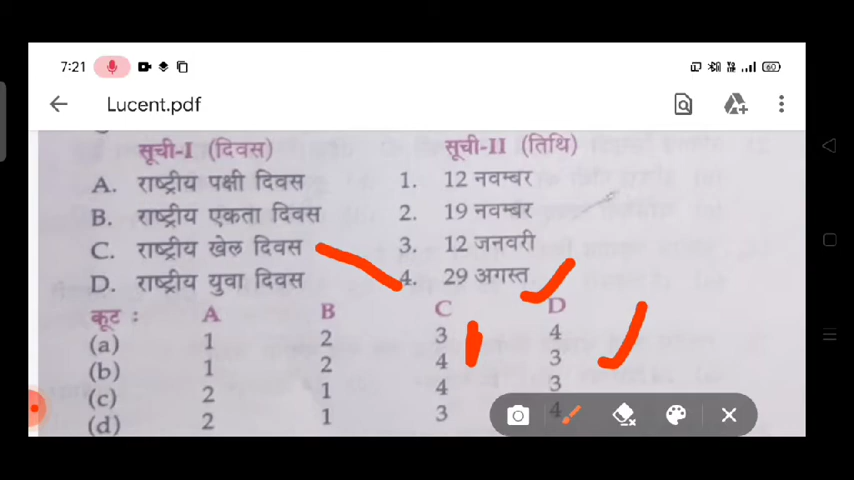 7:21
60
Lucent.pdf
सूची-I (दिवस) सूची-II (तिथि)
A. राष्ट्रीय पक्षी दिवस 1. 12 नवम्बर
B. राष्ट्रीय एकता दिवस 2. 19 नवम्बर
C. राष्ट्रीय खेल दिवस 3. 12 जनवरी
D. राष्ट्रीय युवा दिवस 4. 29 अगस्त
कूट : A B C D
(a) 1 2 3 4
(b) 1 2 4 3
(c) 2 1 4 3
(d) 2 1 3 4